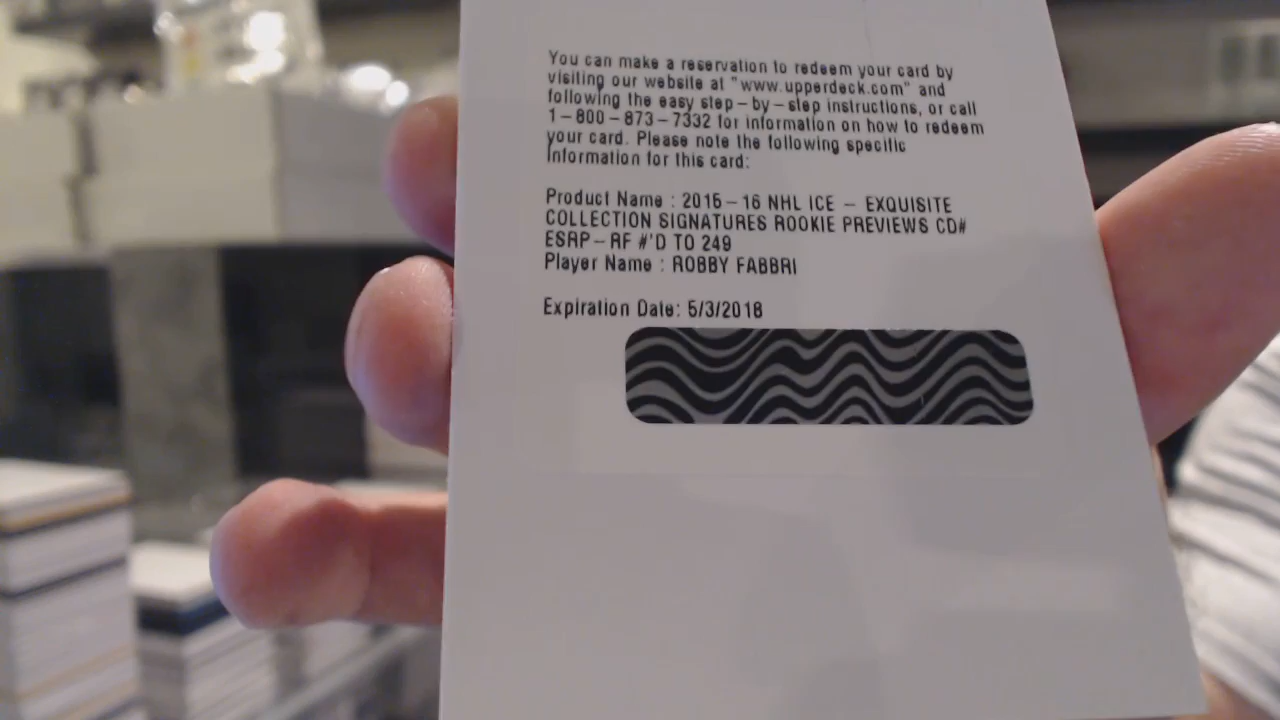 You can make a reservation to redeem your card by
visiting our website at "www.upperdeck.com" and
following the easy step-by-step instructions, or call
1-800-873-7332 for information on how to redeem
your card. Please note the following specific
information for this card:
Product Name : 2015-16 NHL ICE - EXQUISITE
COLLECTION SIGNATURES ROOKIE PREVIEWS CD#
ESRP-RF #'D TO 249
Player Name : ROBBY FABBRI
Expiration Date: 5/3/2018